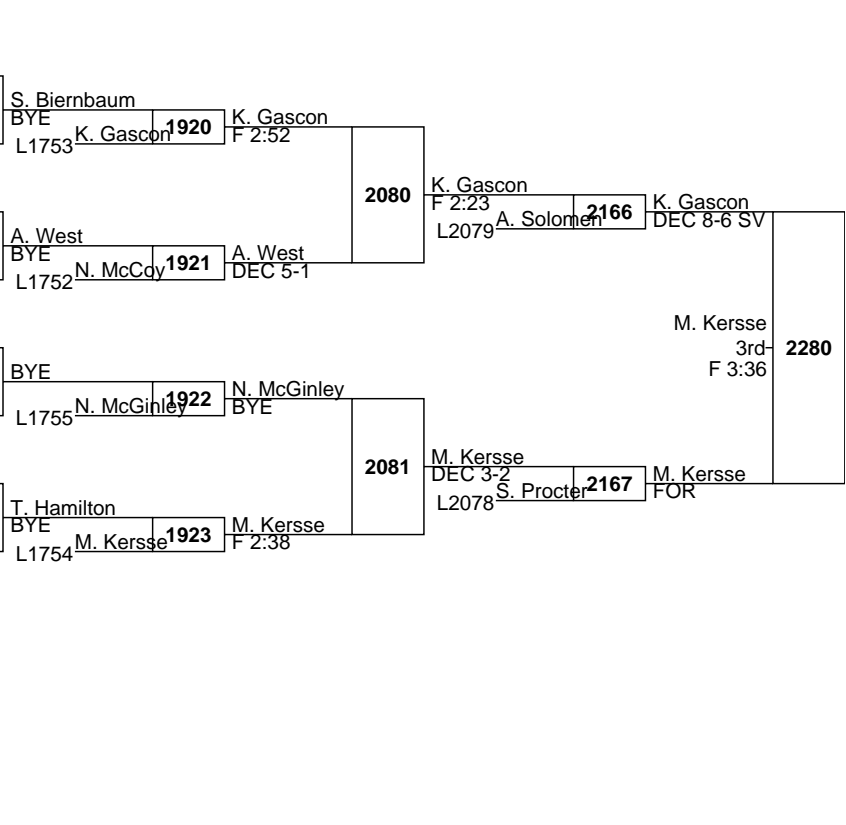 S. Biernbaum
BYE
L1753 K. Gascon
1920
K. Gascon
F 2:52
A. West
BYE
L1752 N. McCoy
1921
A. West
DEC 5-1
2080
K. Gascon
F 2:23
L2079 A. Solomen
2166
K. Gascon
DEC 8-6 SV
BYE
L1755 N. McGinley
1922
N. McGinley
BYE
T. Hamilton
BYE
L1754 M. Kersse
1923
M. Kersse
F 2:38
2081
M. Kersse
DEC 3-2
L2078 S. Procter
2167
M. Kersse
FOR
M. Kersse
3rd
F 3:36
2280